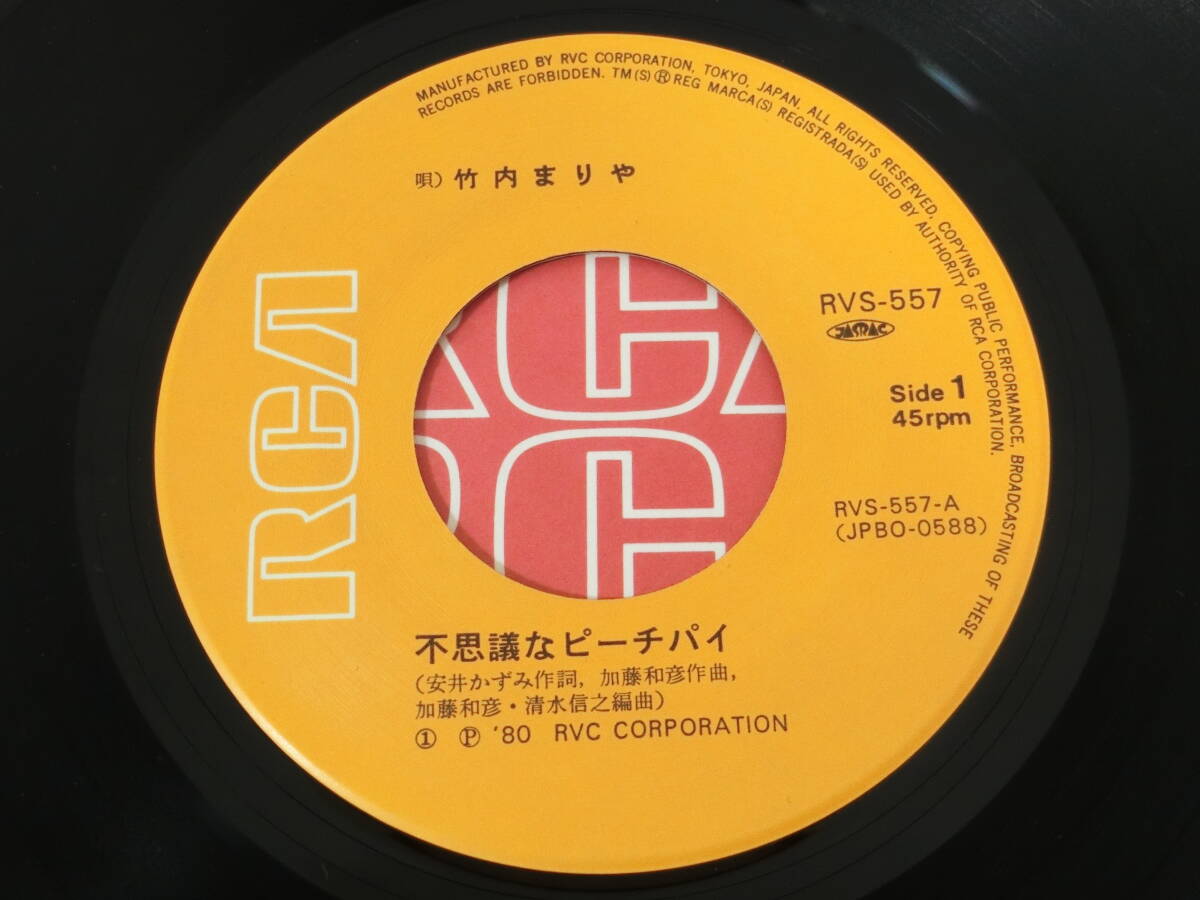 MANUFACTURED BY RVC CORPORATION, TOKYO, JAPAN, ALL RIGHTS RESERVED, COPYING PUBLIC PERFORMANCE, BROADCASTING OF THESE
RECORDS ARE FORBIDDEN. TM(S)®REG MARCA(S) REGISTRADA(S) USED BY AUTHORITY OF RCA CORPORATION.
唄) 竹内まりや
RCA
RVS-557
JASRAC
Side 1
45rpm
RVS-557-A
(JPBO-0588)
不思議なピーチパイ
(安井かずみ作詞, 加藤和彦作曲,
加藤和彦・清水信之編曲)
① Ⓟ '80 RVC CORPORATION